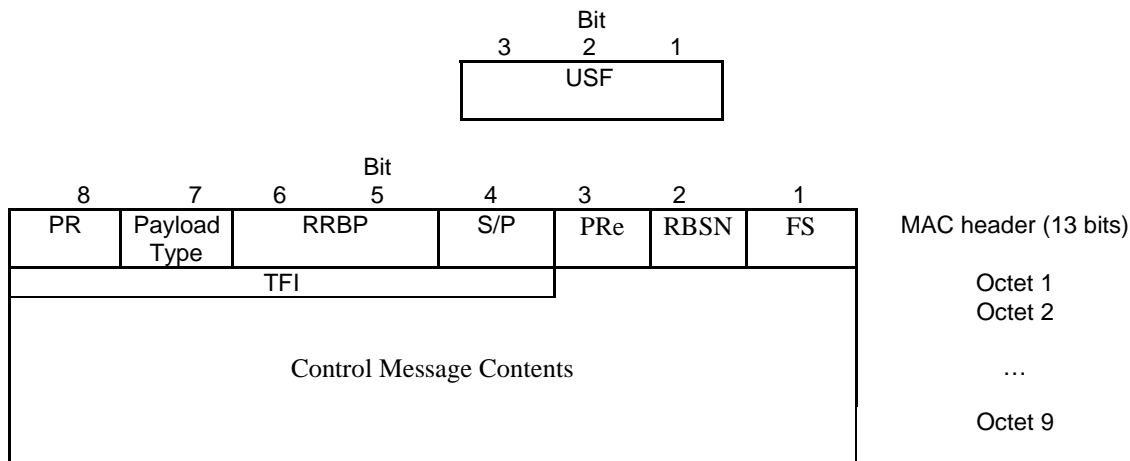 Bit
3 2 1
USF
Bit
8 7 6 5 4 3 2 1
PR Payload Type RRBP S/P PRe RBSN FS MAC header (13 bits)
TFI Octet 1
Octet 2
Control Message Contents …
Octet 9